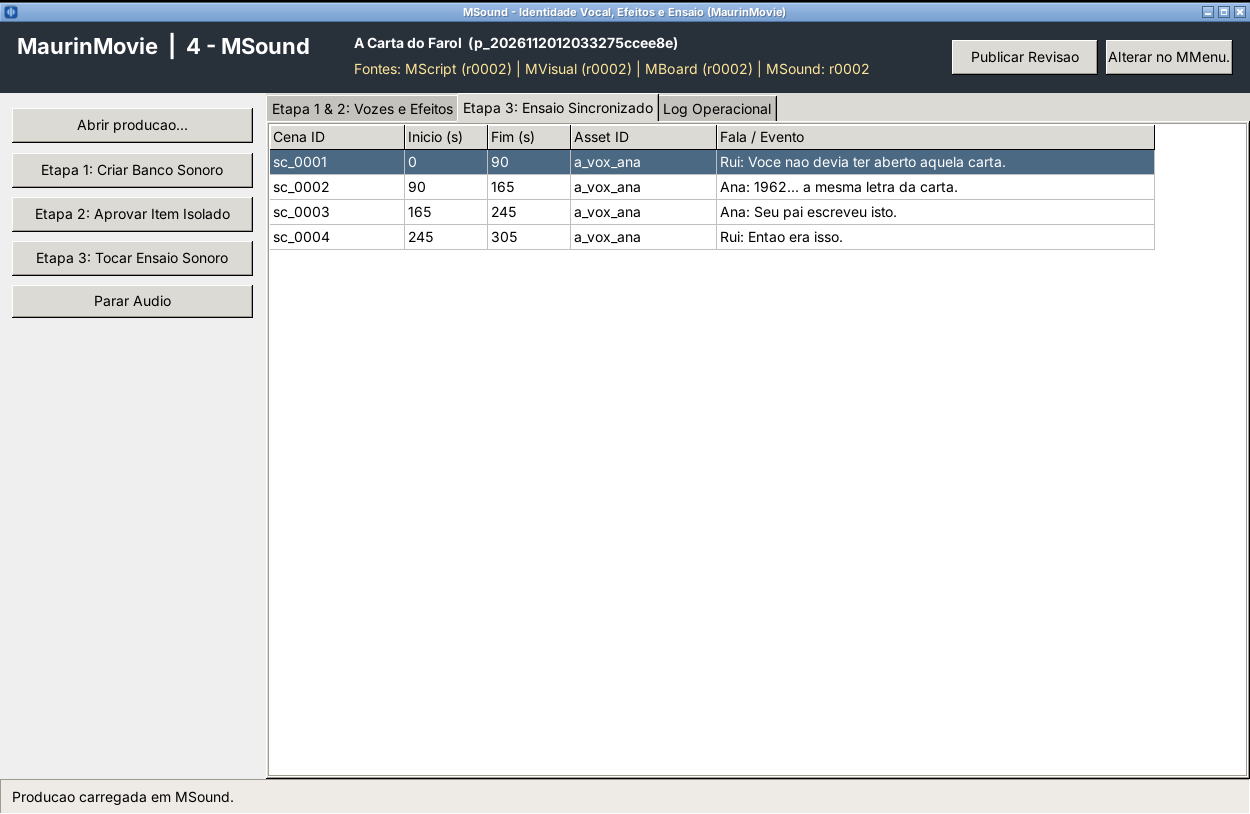 MSound - Identidade Vocal, Efeitos e Ensaio (MaurinMovie)
MaurinMovie | 4 - MSound
A Carta do Farol (p_2026112012033275ccee8e)
Fontes: MScript (r0002) | MVisual (r0002) | MBoard (r0002) | MSound: r0002
Publicar Revisao
Alterar no MMenu.
Abrir producao...
Etapa 1: Criar Banco Sonoro
Etapa 2: Aprovar Item Isolado
Etapa 3: Tocar Ensaio Sonoro
Parar Audio
Etapa 1 & 2: Vozes e Efeitos Etapa 3: Ensaio Sincronizado Log Operacional
Cena ID Inicio (s) Fim (s) Asset ID Fala / Evento
sc_0001 0 90 a_vox_ana Rui: Voce nao devia ter aberto aquela carta.
sc_0002 90 165 a_vox_ana Ana: 1962... a mesma letra da carta.
sc_0003 165 245 a_vox_ana Ana: Seu pai escreveu isto.
sc_0004 245 305 a_vox_ana Rui: Entao era isso.
Producao carregada em MSound.